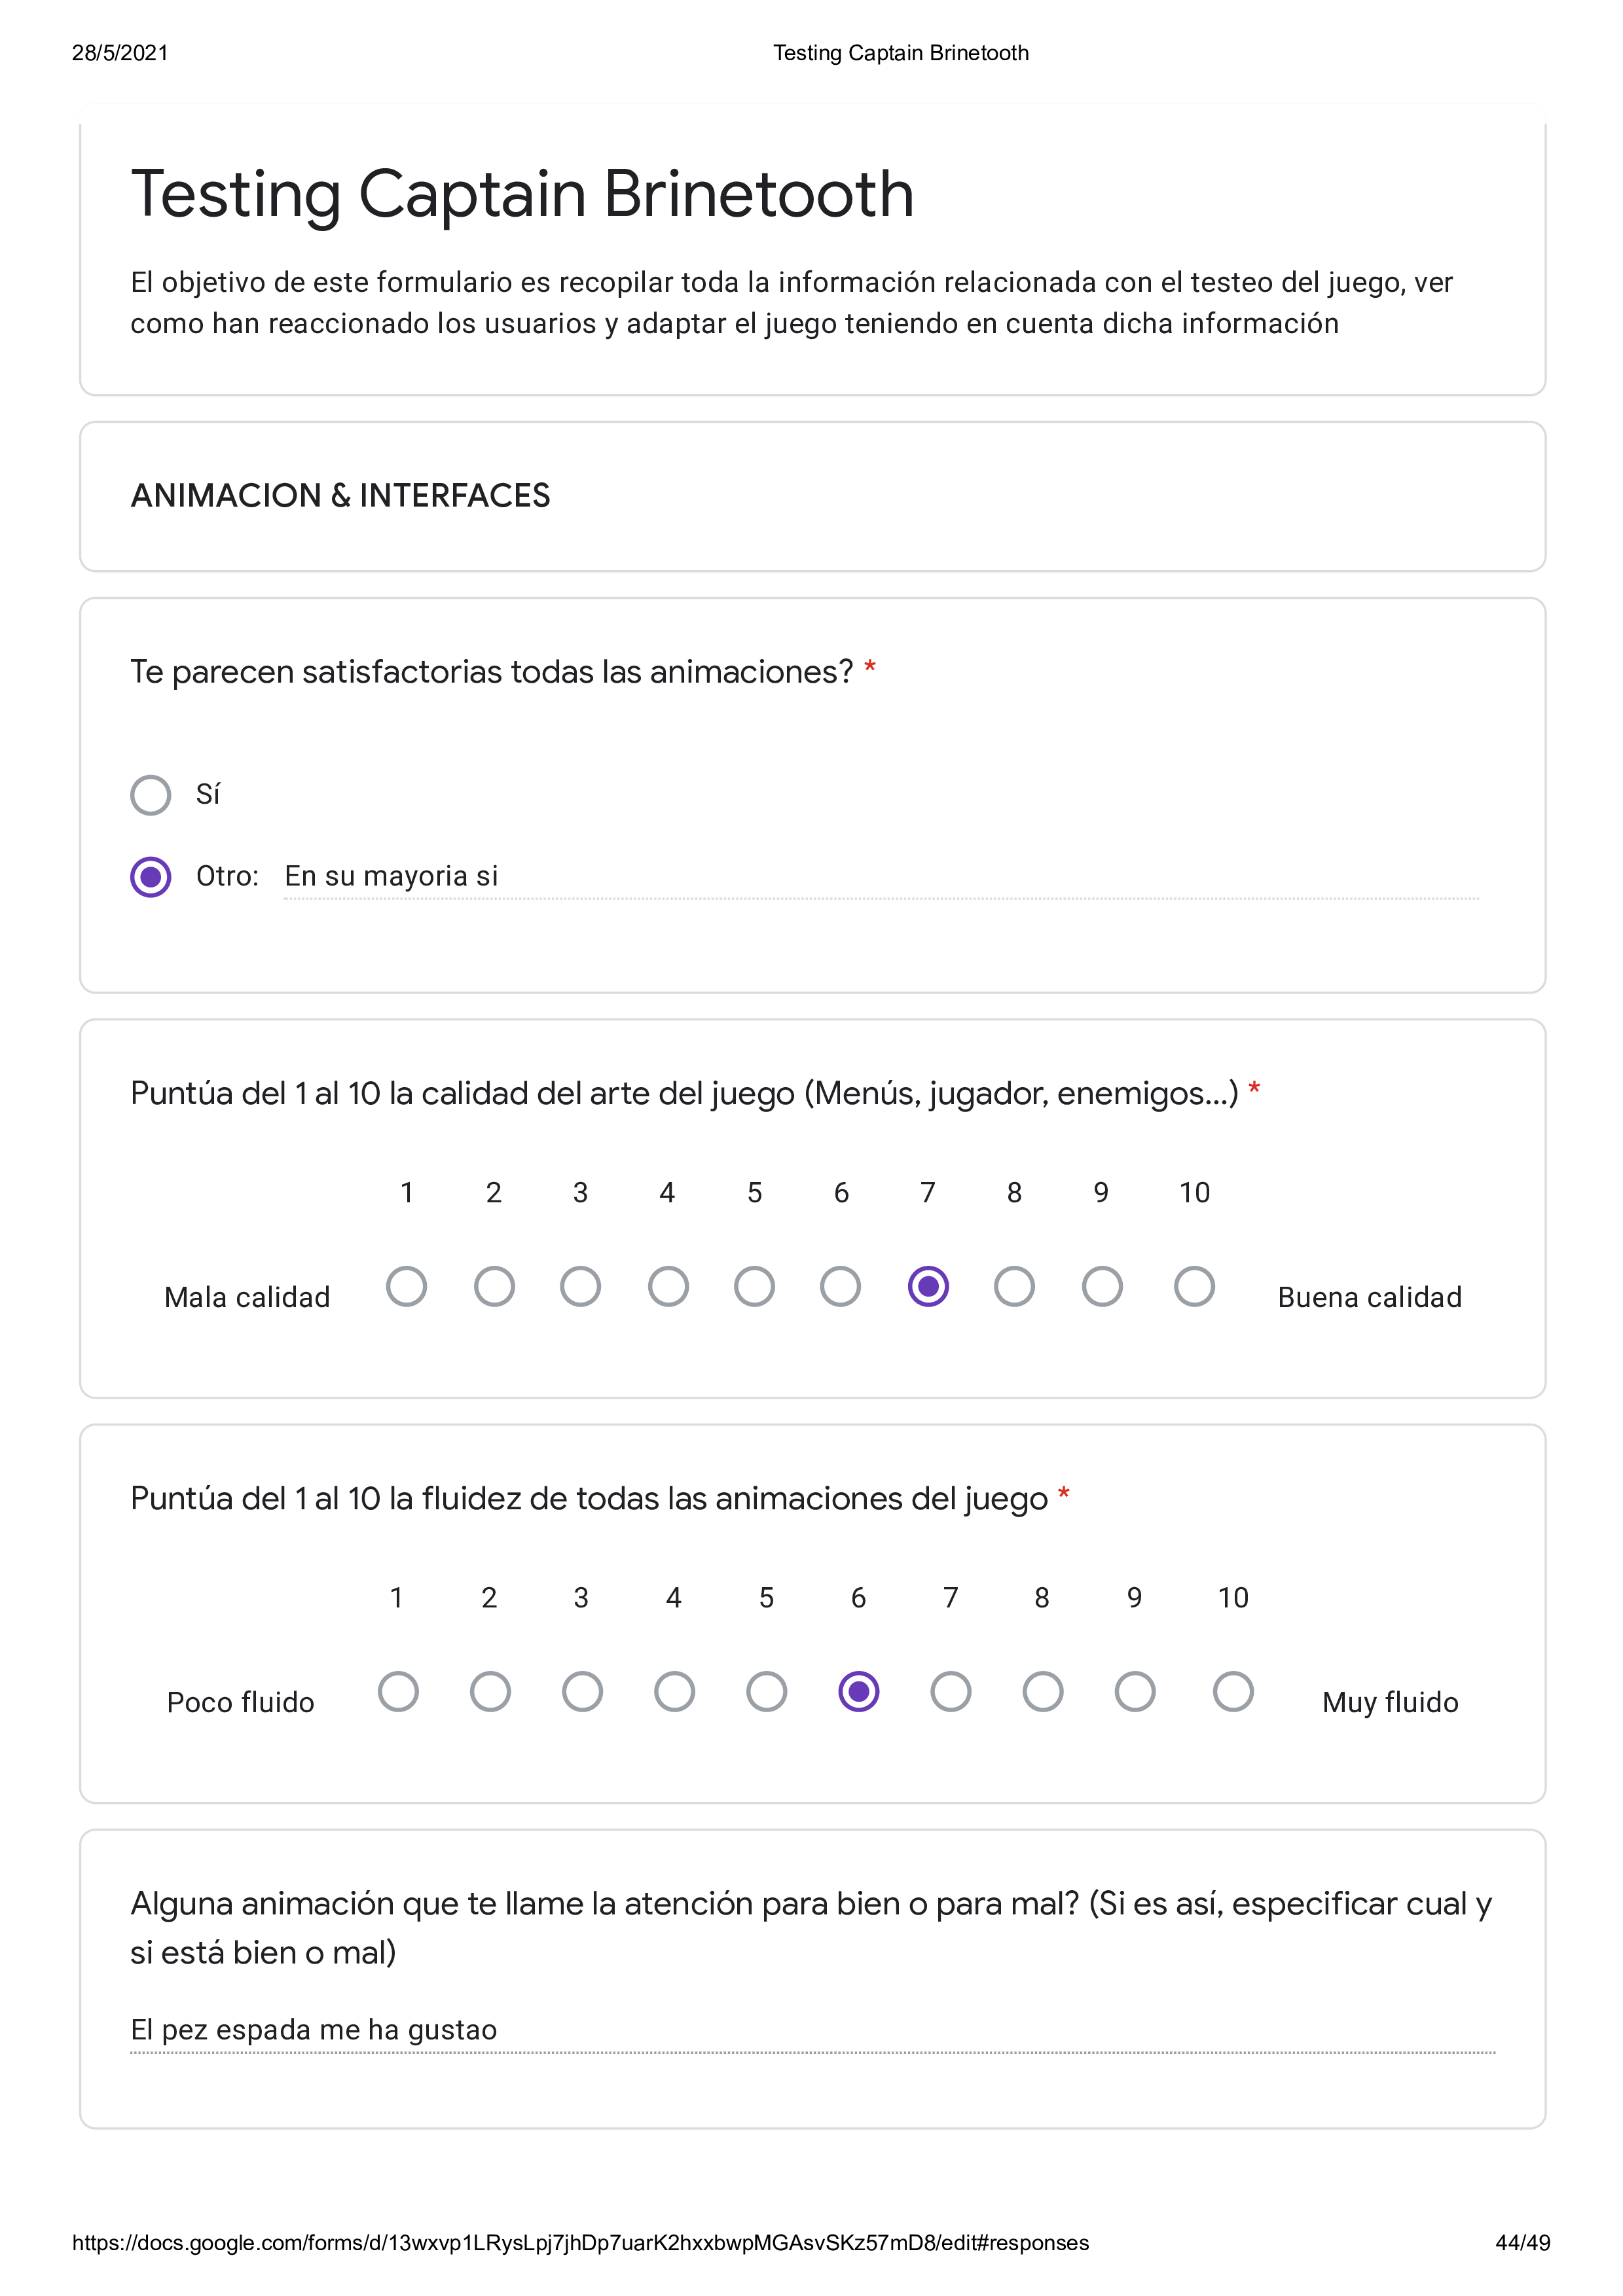 28/5/2021 Testing Captain Brinetooth
Testing Captain Brinetooth
El objetivo de este formulario es recopilar toda la información relacionada con el testeo del juego, ver
como han reaccionado los usuarios y adaptar el juego teniendo en cuenta dicha información
ANIMACION & INTERFACES
Te parecen satisfactorias todas las animaciones? *
Sí
Otro: En su mayoria si
Puntúa del 1 al 10 la calidad del arte del juego (Menús, jugador, enemigos...) *
1 2 3 4 5 6 7 8 9 10
Mala calidad Buena calidad
Puntúa del 1 al 10 la fluidez de todas las animaciones del juego *
1 2 3 4 5 6 7 8 9 10
Poco fluido Muy fluido
Alguna animación que te llame la atención para bien o para mal? (Si es así, especificar cual y
si está bien o mal)
El pez espada me ha gustao
https://docs.google.com/forms/d/13wxvp1LRysLpj7jhDp7uarK2hxxbwpMGAsvSKz57mD8/edit#responses 44/49